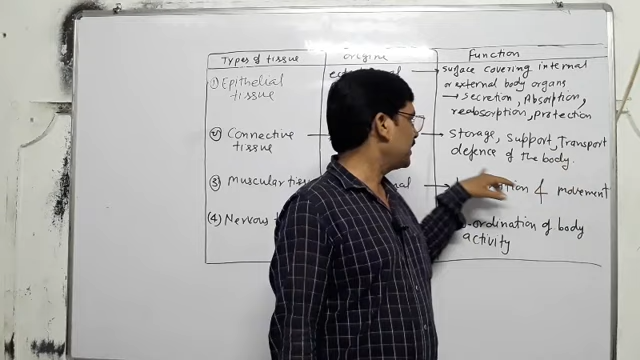 Types of tissue
origine
function
① Epithelial
tissue
→ surface covering internal
or external body organs
→ secretion, Absorption,
reabsorption, Protection
② Connective
tissue
→ Storage, support, Transport
defence of the body.
③ Muscular
→
& movement
(4) Nervous
ordination of body
activity